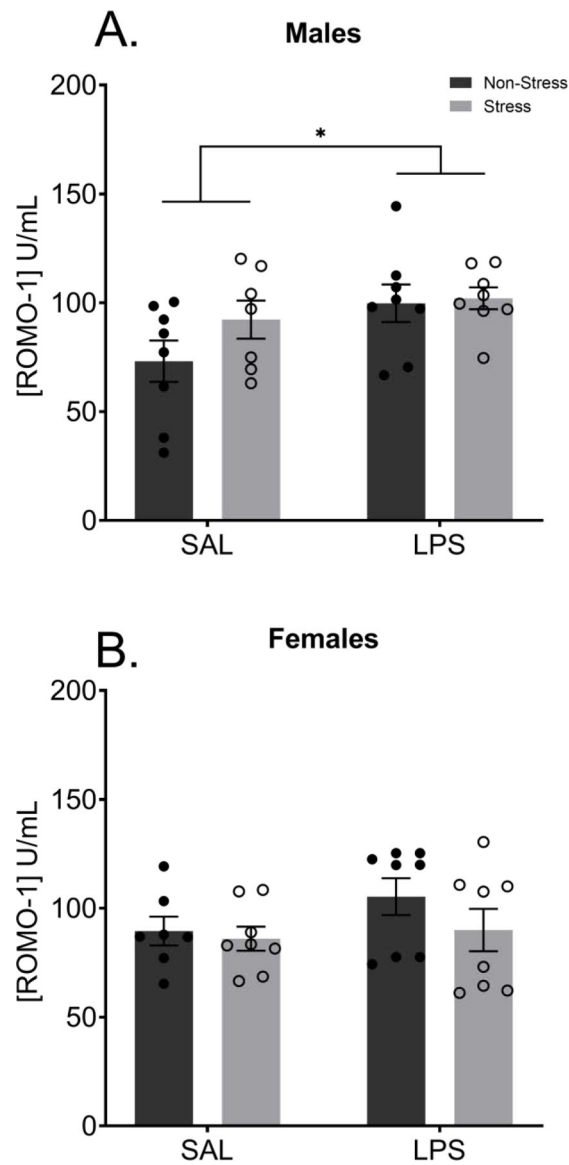 A.
Males
Non-Stress
Stress
*
[ROMO-1] U/mL
200
150
100
50
0
SAL LPS
B.
Females
[ROMO-1] U/mL
200
150
100
50
0
SAL LPS